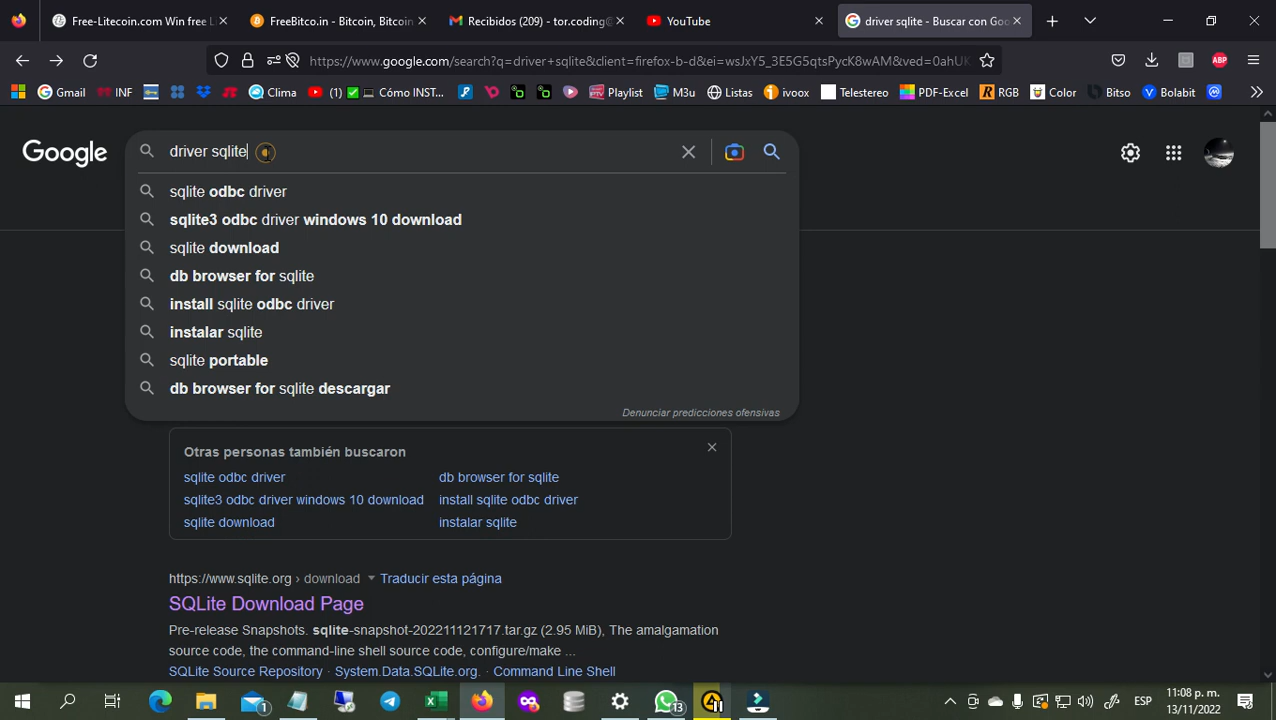 Free-Litecoin.com Win free L
FreeBitco.in - Bitcoin, Bitcoin
Recibidos (209) - tor.coding@
YouTube
driver sqlite - Buscar con Goo
https://www.google.com/search?q=driver+sqlite&client=firefox-b-d&ei=wsJxY5_3E5G5qtsPycK8wAM&ved=0ahUK
ABP
Gmail
INF
Clima
(1) ✅ 💻 Cómo INST...
Playlist
M3u
Listas
ivoox
Telestereo
PDF-Excel
RGB
Color
Bitso
Volabit
Google
driver sqlite
sqlite odbc driver
sqlite3 odbc driver windows 10 download
sqlite download
db browser for sqlite
install sqlite odbc driver
instalar sqlite
sqlite portable
db browser for sqlite descargar
Denunciar predicciones ofensivas
Otras personas también buscaron
sqlite odbc driver
db browser for sqlite
sqlite3 odbc driver windows 10 download
install sqlite odbc driver
sqlite download
instalar sqlite
https://www.sqlite.org › download
Traducir esta página
SQLite Download Page
Pre-release Snapshots. sqlite-snapshot-202211121717.tar.gz (2.95 MiB), The amalgamation
source code, the command-line shell source code, configure/make ...
SQLite Source Repository · System.Data.SQLite.org. · Command Line Shell
1
13
ESP
11:08 p. m.
13/11/2022
3